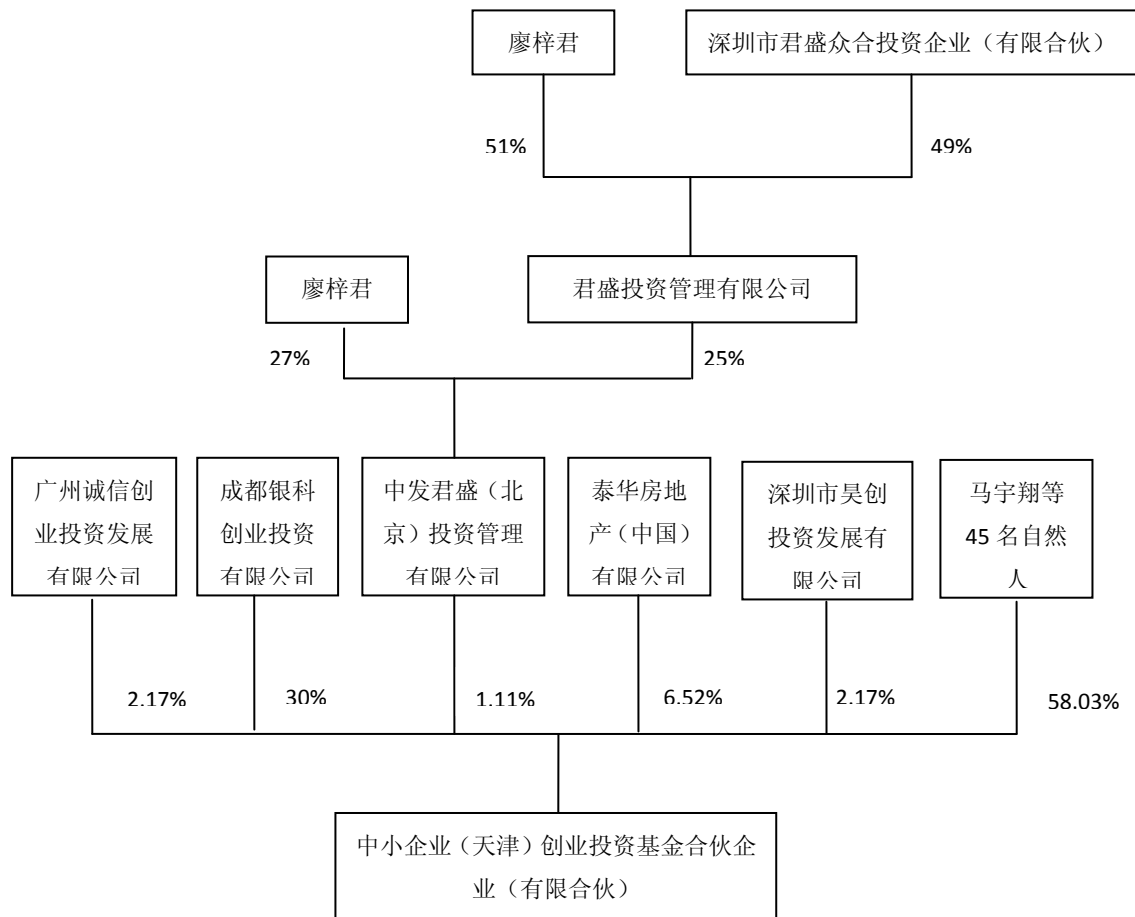 廖梓君
深圳市君盛众合投资企业（有限合伙）
51%
49%
廖梓君
君盛投资管理有限公司
27%
25%
广州诚信创
业投资发展
有限公司
成都银科
创业投资
有限公司
中发君盛（北
京）投资管理
有限公司
泰华房地
产（中国）
有限公司
深圳市昊创
投资发展有
限公司
马宇翔等
45 名自然
人
2.17%
30%
1.11%
6.52%
2.17%
58.03%
中小企业（天津）创业投资基金合伙企
业（有限合伙）